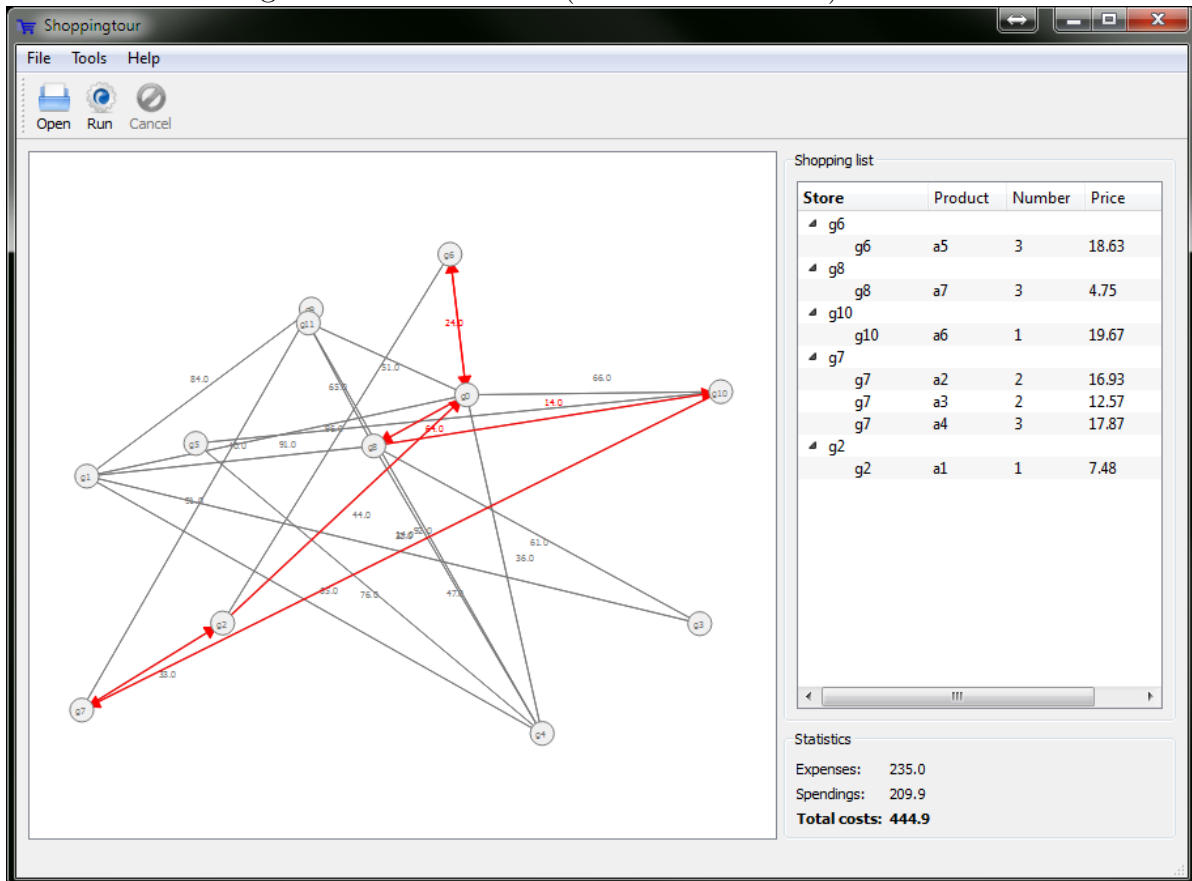 Shoppingtour
File Tools Help
Open Run Cancel
Shopping list
Store Product Number Price
g6
g6 a5 3 18.63
g8
g8 a7 3 4.75
g10
g10 a6 1 19.67
g7
g7 a2 2 16.93
g7 a3 2 12.57
g7 a4 3 17.87
g2
g2 a1 1 7.48
g6
g11
24.0
84.0
51.0
66.0
g0
g10
14.0
64.0
g5
91.0
g8
g1
44.0
61.0
36.0
76.0
47.0
g2
g3
33.0
g7
g4
Statistics
Expenses: 235.0
Spendings: 209.9
Total costs: 444.9